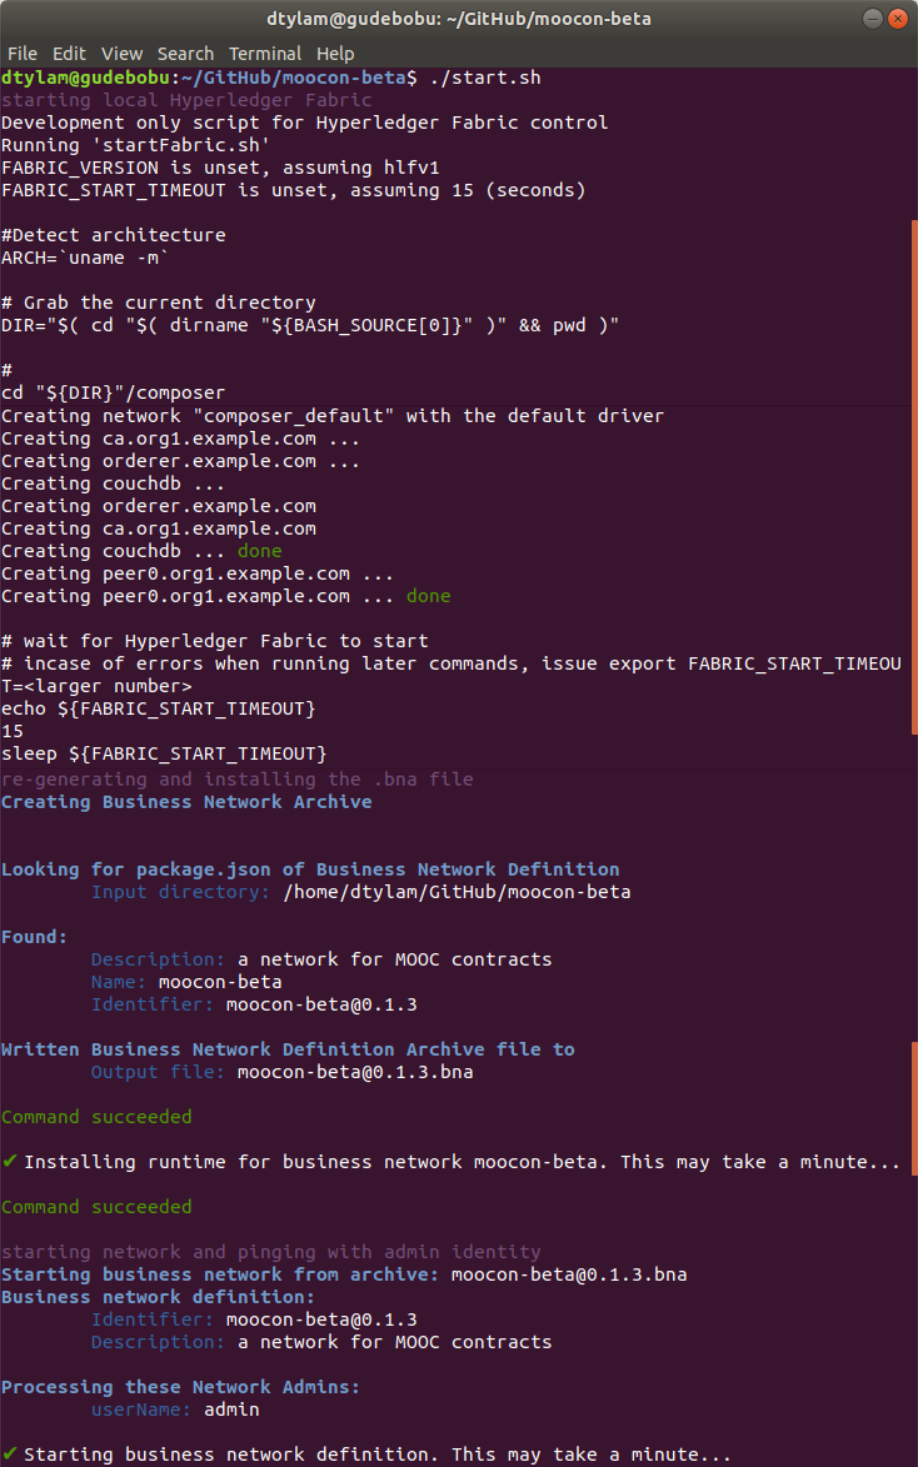 dtylam@gudebobu: ~/GitHub/moocon-beta
File Edit View Search Terminal Help
dtylam@gudebobu:~/GitHub/moocon-beta$ ./start.sh
starting local Hyperledger Fabric
Development only script for Hyperledger Fabric control
Running 'startFabric.sh'
FABRIC_VERSION is unset, assuming hlfv1
FABRIC_START_TIMEOUT is unset, assuming 15 (seconds)
#Detect architecture
ARCH=`uname -m`
# Grab the current directory
DIR="$( cd "$( dirname "${BASH_SOURCE[0]}" )" && pwd )"
#
cd "${DIR}"/composer
Creating network "composer_default" with the default driver
Creating ca.org1.example.com ...
Creating orderer.example.com ...
Creating couchdb ...
Creating orderer.example.com
Creating ca.org1.example.com
Creating couchdb ... done
Creating peer0.org1.example.com ...
Creating peer0.org1.example.com ... done
# wait for Hyperledger Fabric to start
# incase of errors when running later commands, issue export FABRIC_START_TIMEOU
T=<larger number>
echo ${FABRIC_START_TIMEOUT}
15
sleep ${FABRIC_START_TIMEOUT}
re-generating and installing the .bna file
Creating Business Network Archive
Looking for package.json of Business Network Definition
Input directory: /home/dtylam/GitHub/moocon-beta
Found:
Description: a network for MOOC contracts
Name: moocon-beta
Identifier: moocon-beta@0.1.3
Written Business Network Definition Archive file to
Output file: moocon-beta@0.1.3.bna
Command succeeded
✔ Installing runtime for business network moocon-beta. This may take a minute...
Command succeeded
starting network and pinging with admin identity
Starting business network from archive: moocon-beta@0.1.3.bna
Business network definition:
Identifier: moocon-beta@0.1.3
Description: a network for MOOC contracts
Processing these Network Admins:
userName: admin
✔ Starting business network definition. This may take a minute...